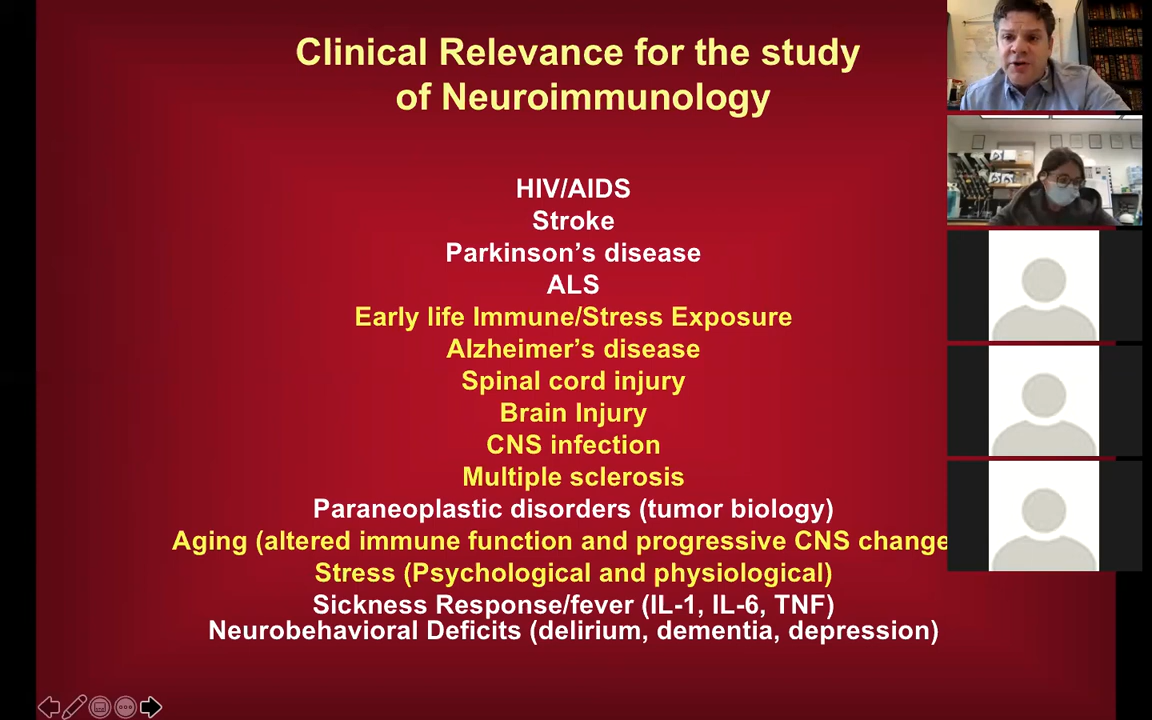 Clinical Relevance for the study
of Neuroimmunology
HIV/AIDS
Stroke
Parkinson’s disease
ALS
Early life Immune/Stress Exposure
Alzheimer’s disease
Spinal cord injury
Brain Injury
CNS infection
Multiple sclerosis
Paraneoplastic disorders (tumor biology)
Aging (altered immune function and progressive CNS change
Stress (Psychological and physiological)
Sickness Response/fever (IL-1, IL-6, TNF)
Neurobehavioral Deficits (delirium, dementia, depression)